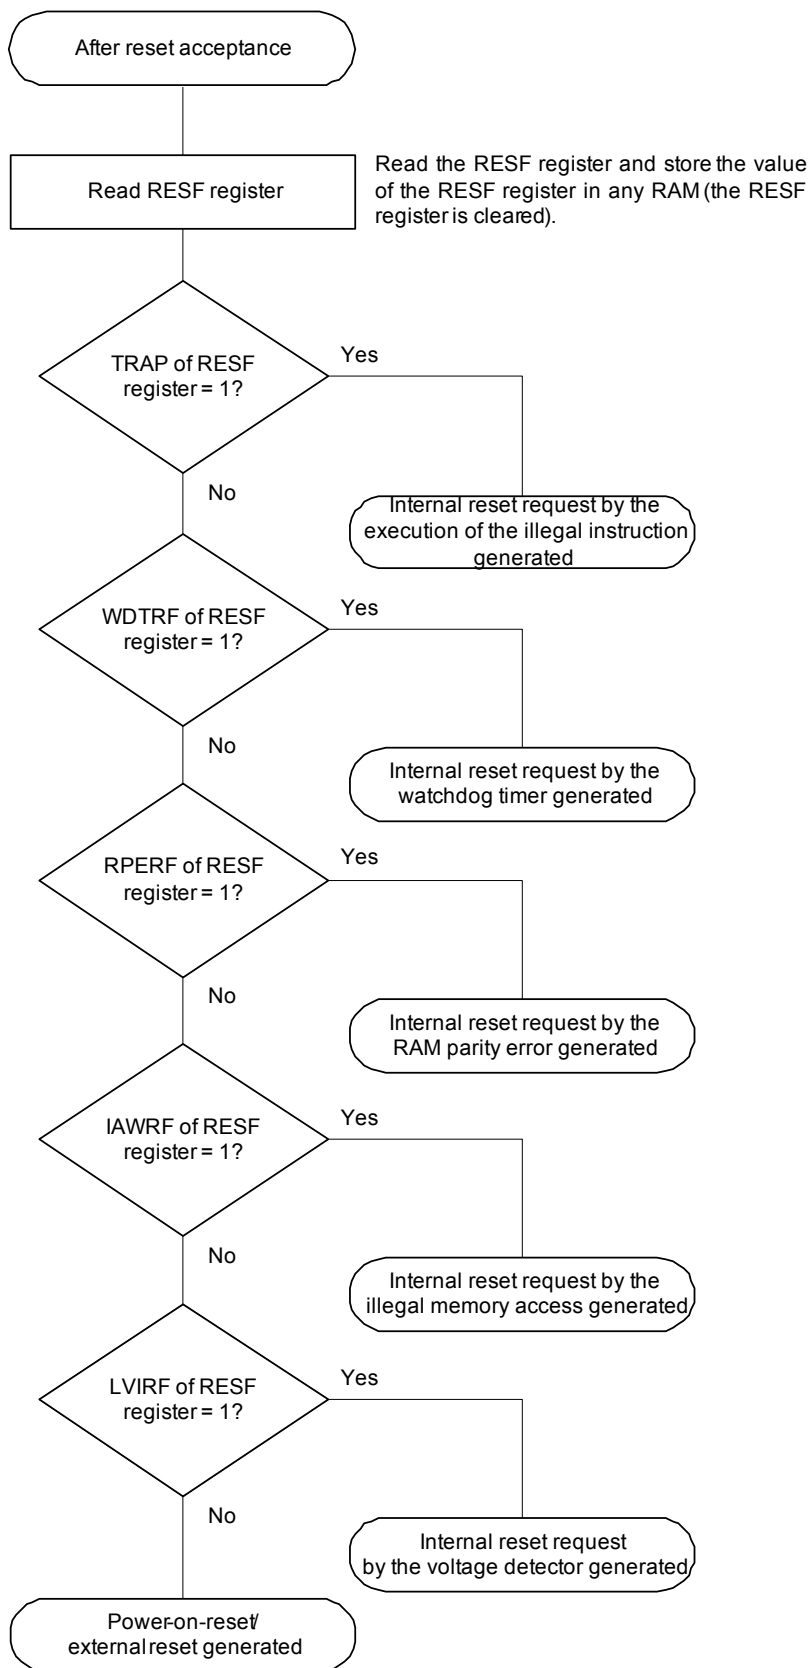 After reset acceptance
Read RESF register
Read the RESF register and store the value
of the RESF register in any RAM (the RESF
register is cleared).
TRAP of RESF
register = 1?
Yes
No
Internal reset request by the
execution of the illegal instruction
generated
WDTRF of RESF
register = 1?
Yes
No
Internal reset request by the
watchdog timer generated
RPERF of RESF
register = 1?
Yes
No
Internal reset request by the
RAM parity error generated
IAWRF of RESF
register = 1?
Yes
No
Internal reset request by the
illegal memory access generated
LVIRF of RESF
register = 1?
Yes
No
Internal reset request
by the voltage detector generated
Power-on-reset/
external reset generated